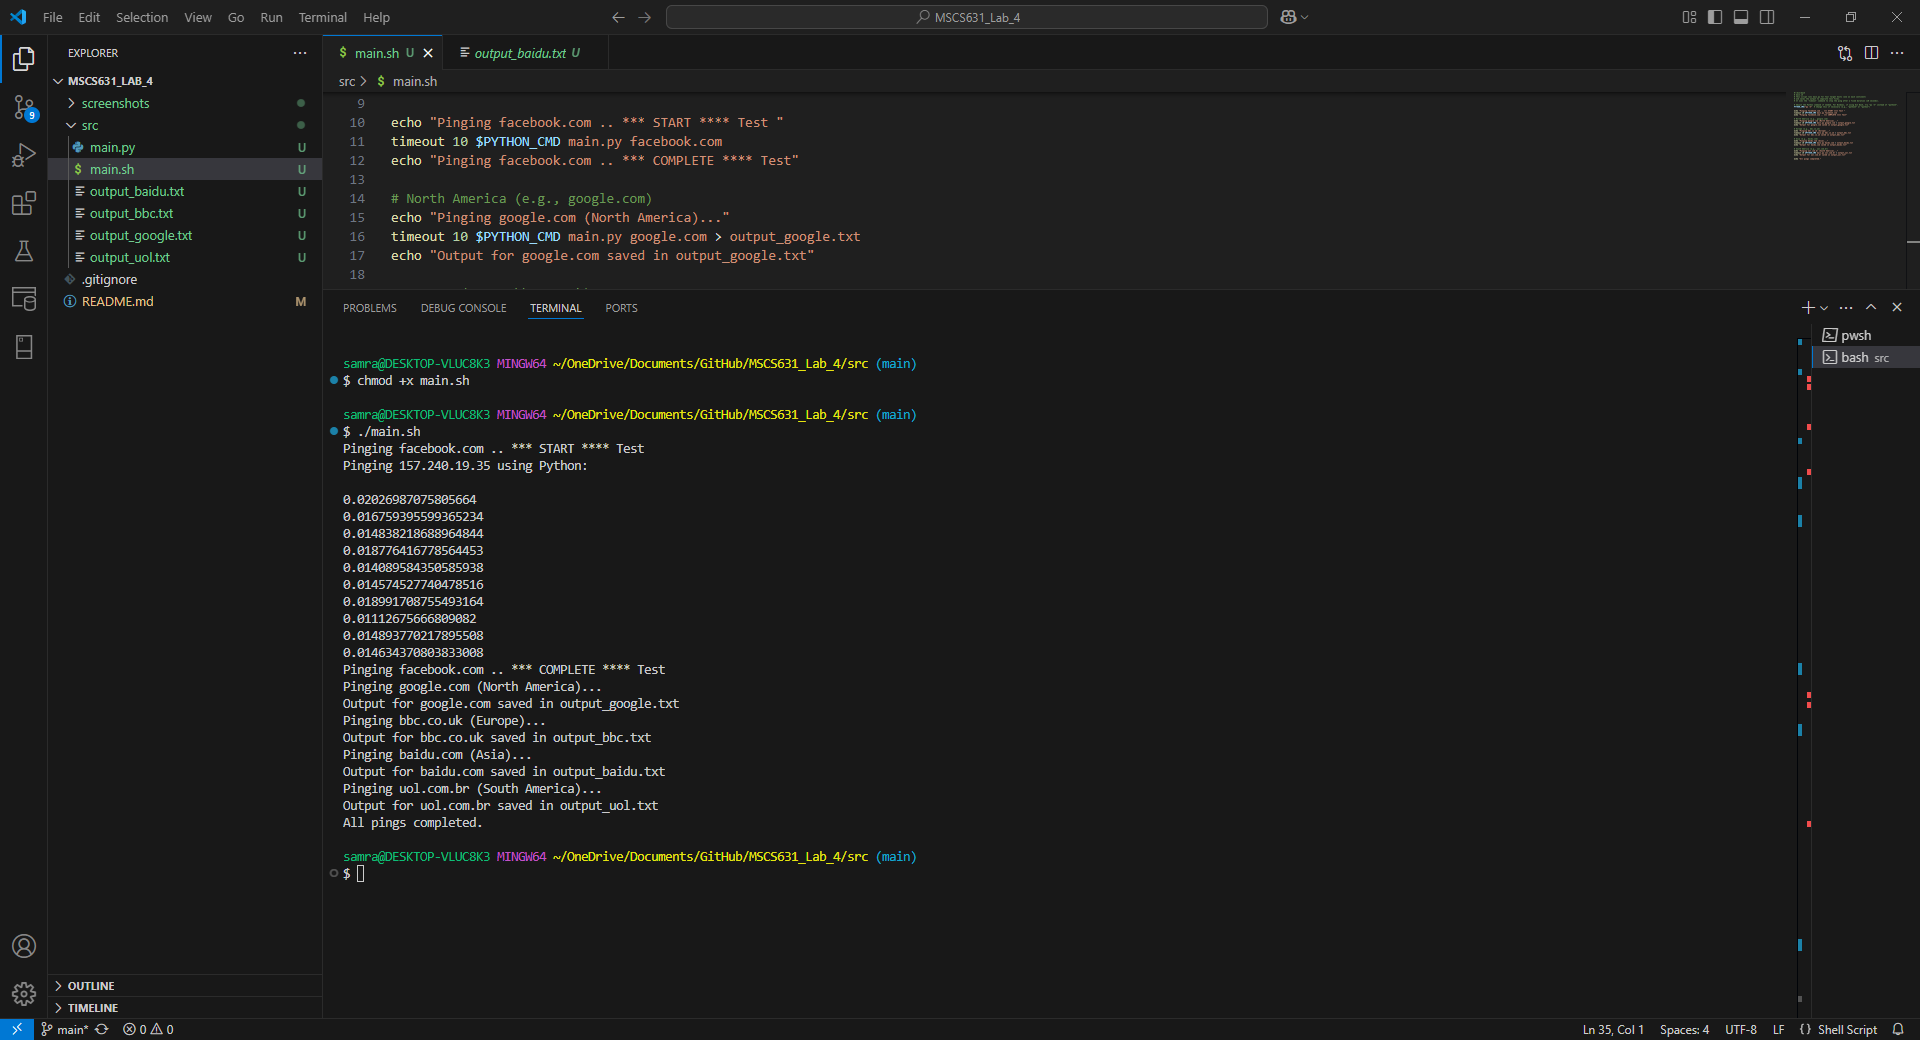 File Edit Selection View Go Run Terminal Help
MSCS631_Lab_4
EXPLORER
MSCS631_LAB_4
screenshots
src
main.py U
main.sh U
output_baidu.txt U
output_bbc.txt U
output_google.txt U
output_uol.txt U
.gitignore
README.md M
OUTLINE
TIMELINE
9
main.sh U
output_baidu.txt U
src > $ main.sh
9
10 echo "Pinging facebook.com .. *** START **** Test "
11 timeout 10 $PYTHON_CMD main.py facebook.com
12 echo "Pinging facebook.com .. *** COMPLETE **** Test"
13
14 # North America (e.g., google.com)
15 echo "Pinging google.com (North America)..."
16 timeout 10 $PYTHON_CMD main.py google.com > output_google.txt
17 echo "Output for google.com saved in output_google.txt"
18
PROBLEMS DEBUG CONSOLE TERMINAL PORTS
pwsh
bash src
samra@DESKTOP-VLUC8K3 MINGW64 ~/OneDrive/Documents/GitHub/MSCS631_Lab_4/src (main)
$ chmod +x main.sh
samra@DESKTOP-VLUC8K3 MINGW64 ~/OneDrive/Documents/GitHub/MSCS631_Lab_4/src (main)
$ ./main.sh
Pinging facebook.com .. *** START **** Test
Pinging 157.240.19.35 using Python:
0.02026987075805664
0.016759395599365234
0.014838218688964844
0.018776416778564453
0.014089584350585938
0.014574527740478516
0.018991708755493164
0.01112675666809082
0.014893770217895508
0.014634370803833008
Pinging facebook.com .. *** COMPLETE **** Test
Pinging google.com (North America)...
Output for google.com saved in output_google.txt
Pinging bbc.co.uk (Europe)...
Output for bbc.co.uk saved in output_bbc.txt
Pinging baidu.com (Asia)...
Output for baidu.com saved in output_baidu.txt
Pinging uol.com.br (South America)...
Output for uol.com.br saved in output_uol.txt
All pings completed.
samra@DESKTOP-VLUC8K3 MINGW64 ~/OneDrive/Documents/GitHub/MSCS631_Lab_4/src (main)
$
main* 0 0 Ln 35, Col 1 Spaces: 4 UTF-8 LF {} Shell Script